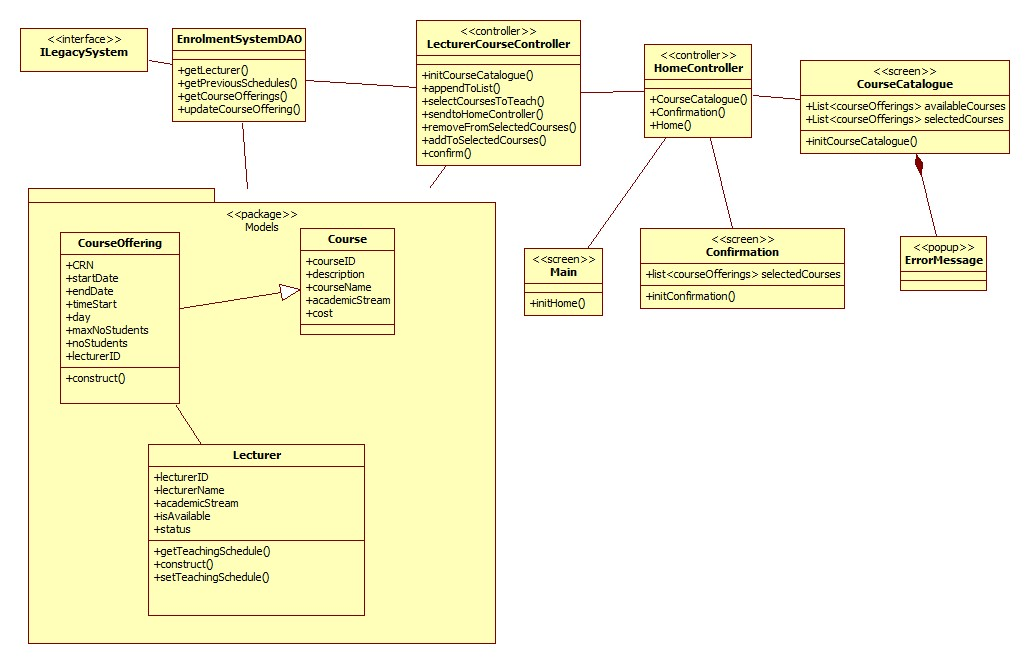 <<interface>>
ILegacySystem
EnrolmentSystemDAO
+getLecturer()
+getPreviousSchedules()
+getCourseOfferings()
+updateCourseOffering()
<<controller>>
LecturerCourseController
+initCourseCatalogue()
+appendToList()
+selectCoursesToTeach()
+sendtoHomeController()
+removeFromSelectedCourses()
+addToSelectedCourses()
+confirm()
<<controller>>
HomeController
+CourseCatalogue()
+Confirmation()
+Home()
<<screen>>
CourseCatalogue
+List<courseOfferings> availableCourses
+List<courseOfferings> selectedCourses
+initCourseCatalogue()
<<package>>
Models
CourseOffering
+CRN
+startDate
+endDate
+timeStart
+day
+maxNoStudents
+noStudents
+lecturerID
+construct()
Course
+courseID
+description
+courseName
+academicStream
+cost
<<screen>>
Main
+initHome()
<<screen>>
Confirmation
+list<courseOfferings> selectedCourses
+initConfirmation()
<<popup>>
ErrorMessage
Lecturer
+lecturerID
+lecturerName
+academicStream
+isAvailable
+status
+getTeachingSchedule()
+construct()
+setTeachingSchedule()